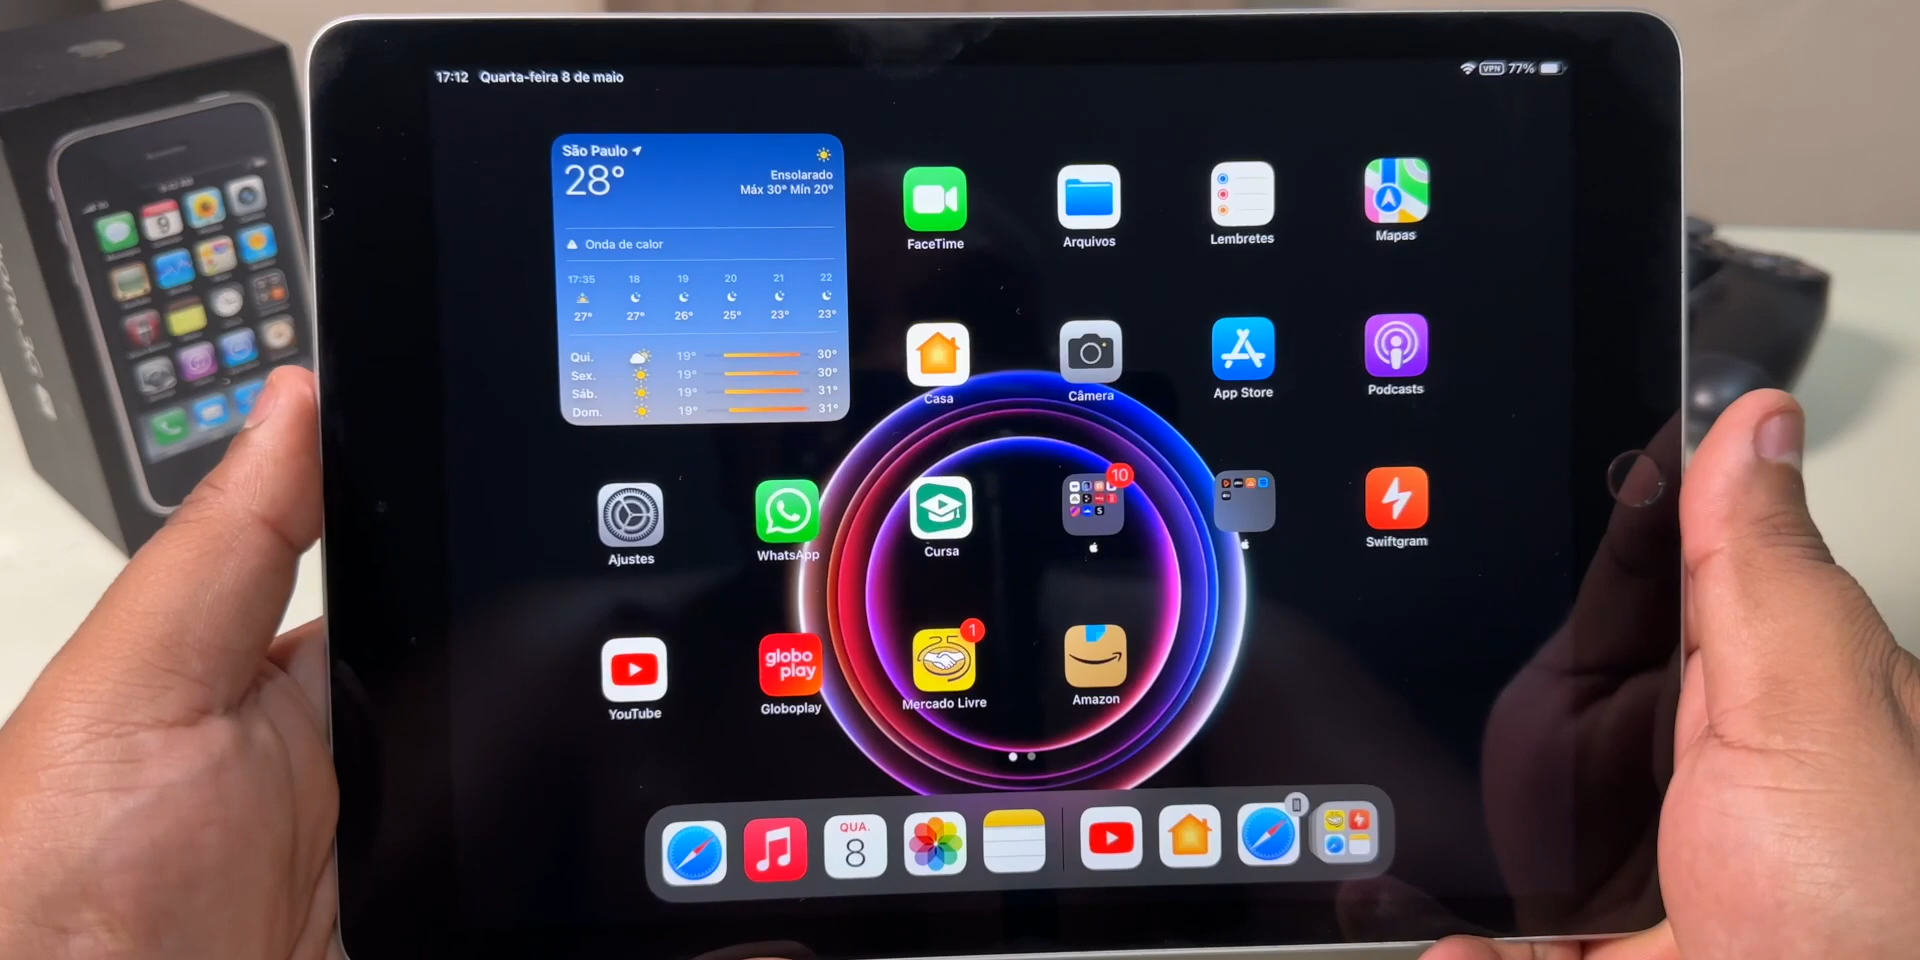 17:12 Quarta-feira 8 de maio
VPN 77%
São Paulo
28°
Ensolarado
Máx 30° Mín 20°
Onda de calor
17:35 18 19 20 21 22
27° 27° 26° 25° 23° 23°
Qui. 19° 30°
Sex. 19° 30°
Sáb. 19° 31°
Dom. 19° 31°
FaceTime
Arquivos
Lembretes
Mapas
Casa
Câmera
App Store
Podcasts
10
Ajustes
WhatsApp
Cursa
Swiftgram
globo
play
25
1
YouTube
Globoplay
Mercado Livre
Amazon
QUA.
8
9